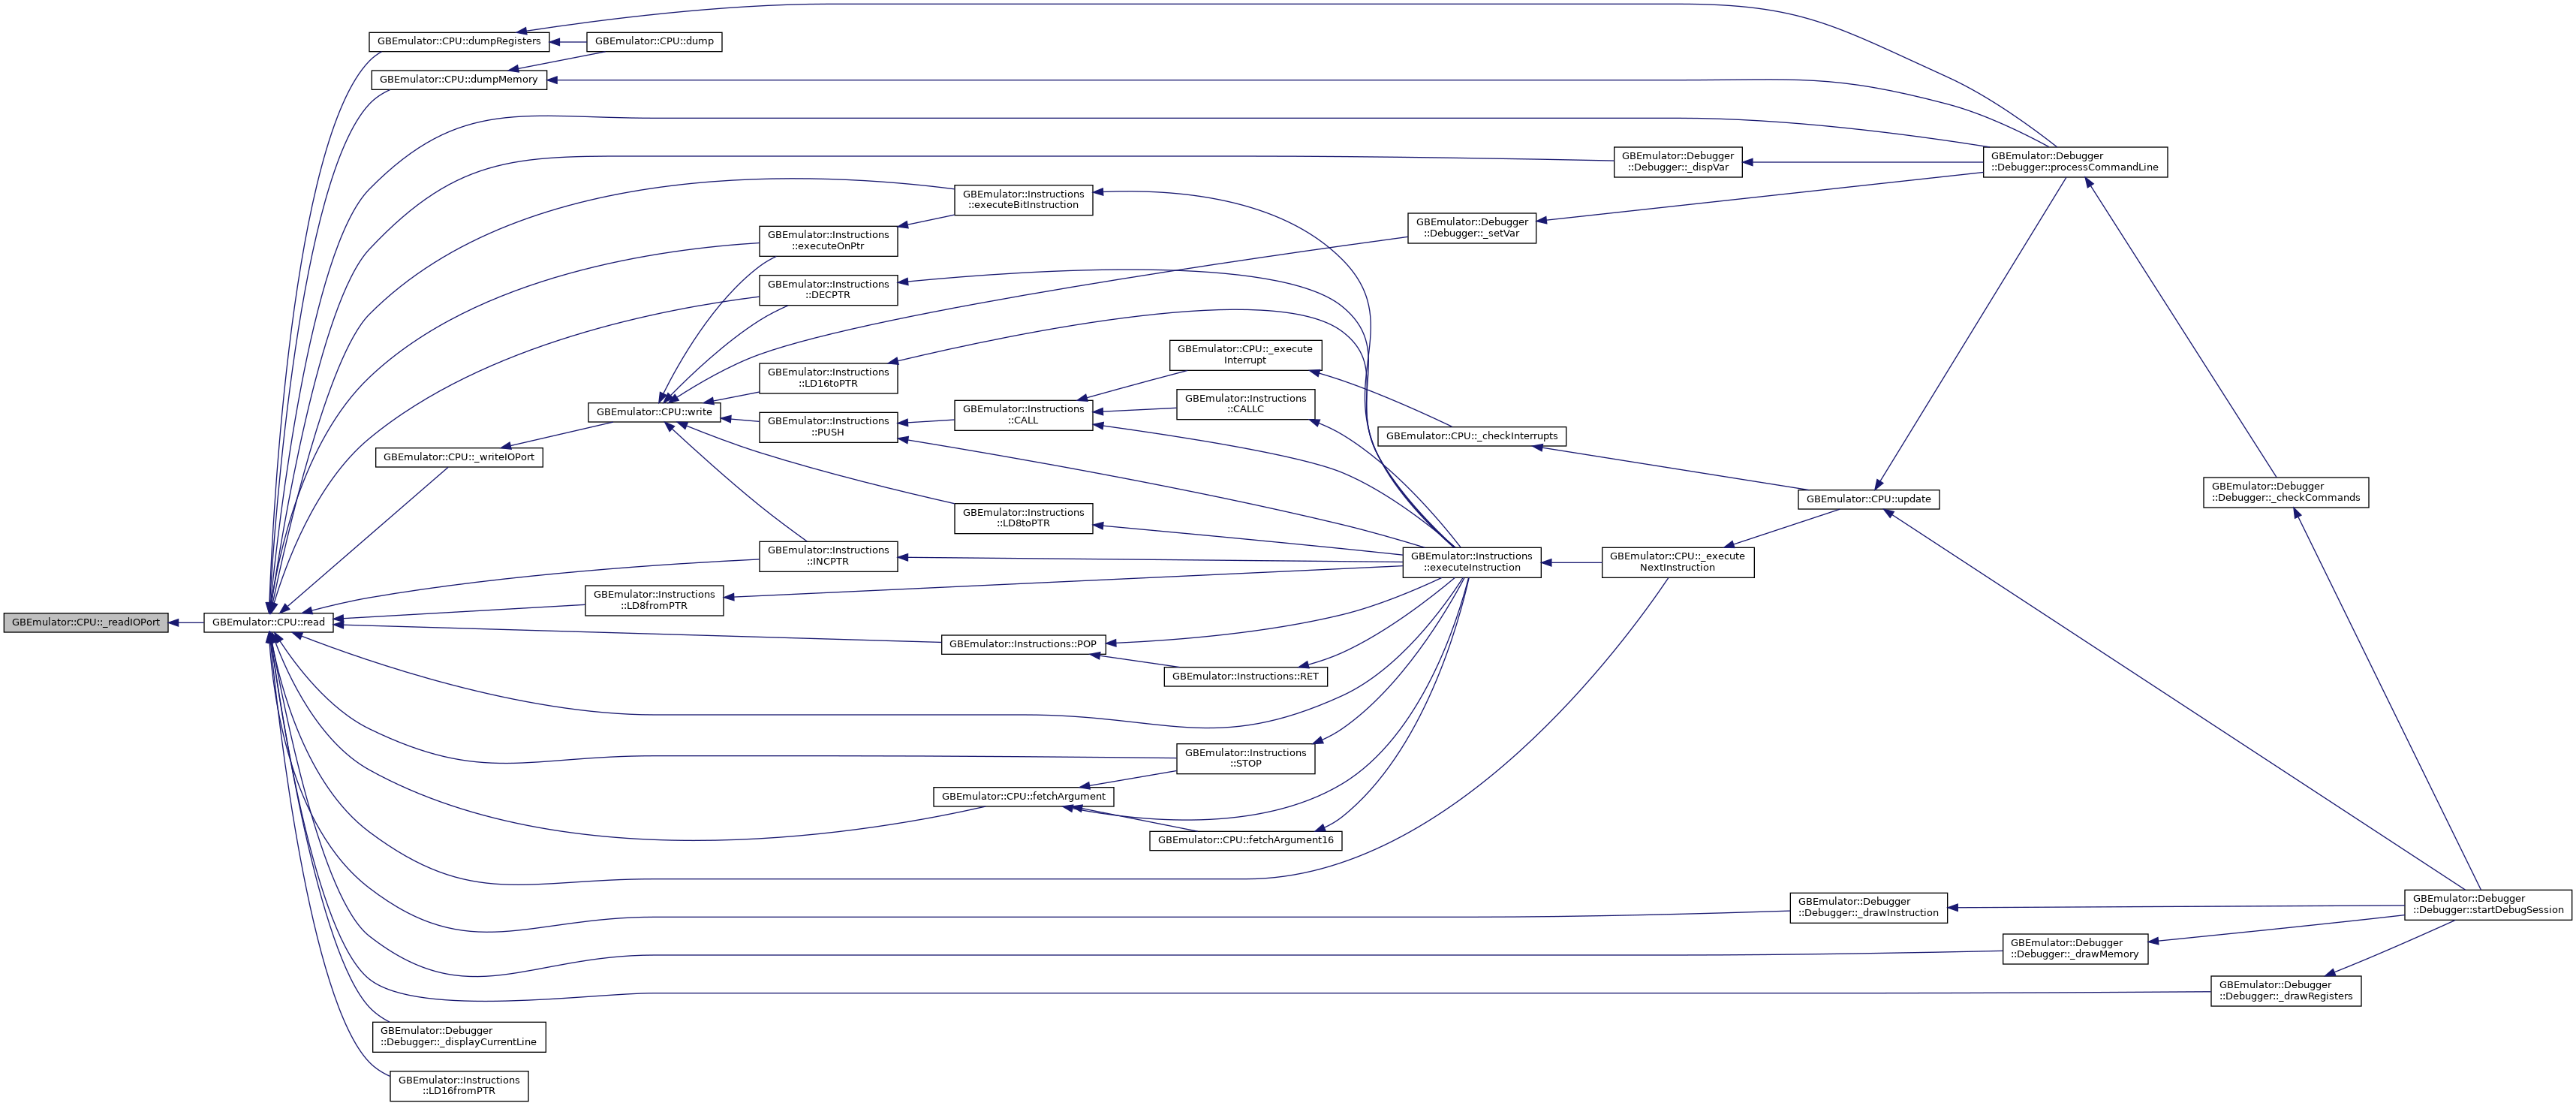 GBEmulator::CPU::dumpRegisters
GBEmulator::CPU::dump
GBEmulator::CPU::dumpMemory
GBEmulator::Debugger
::Debugger::_dispVar
GBEmulator::Debugger
::Debugger::processCommandLine
GBEmulator::Instructions
::executeBitInstruction
GBEmulator::Debugger
::Debugger::_setVar
GBEmulator::Instructions
::executeOnPtr
GBEmulator::Instructions
::DECPTR
GBEmulator::CPU::_execute
Interrupt
GBEmulator::Instructions
::LD16toPTR
GBEmulator::Instructions
::CALLC
GBEmulator::CPU::write
GBEmulator::Instructions
::CALL
GBEmulator::Instructions
::PUSH
GBEmulator::CPU::_checkInterrupts
GBEmulator::CPU::_writeIOPort
GBEmulator::Debugger
::Debugger::_checkCommands
GBEmulator::CPU::update
GBEmulator::Instructions
::LD8toPTR
GBEmulator::Instructions
::INCPTR
GBEmulator::Instructions
::executeInstruction
GBEmulator::CPU::_execute
NextInstruction
GBEmulator::Instructions
::LD8fromPTR
GBEmulator::CPU::_readIOPort
GBEmulator::CPU::read
GBEmulator::Instructions::POP
GBEmulator::Instructions::RET
GBEmulator::Instructions
::STOP
GBEmulator::CPU::fetchArgument
GBEmulator::CPU::fetchArgument16
GBEmulator::Debugger
::Debugger::_drawInstruction
GBEmulator::Debugger
::Debugger::startDebugSession
GBEmulator::Debugger
::Debugger::_drawMemory
GBEmulator::Debugger
::Debugger::_drawRegisters
GBEmulator::Debugger
::Debugger::_displayCurrentLine
GBEmulator::Instructions
::LD16fromPTR